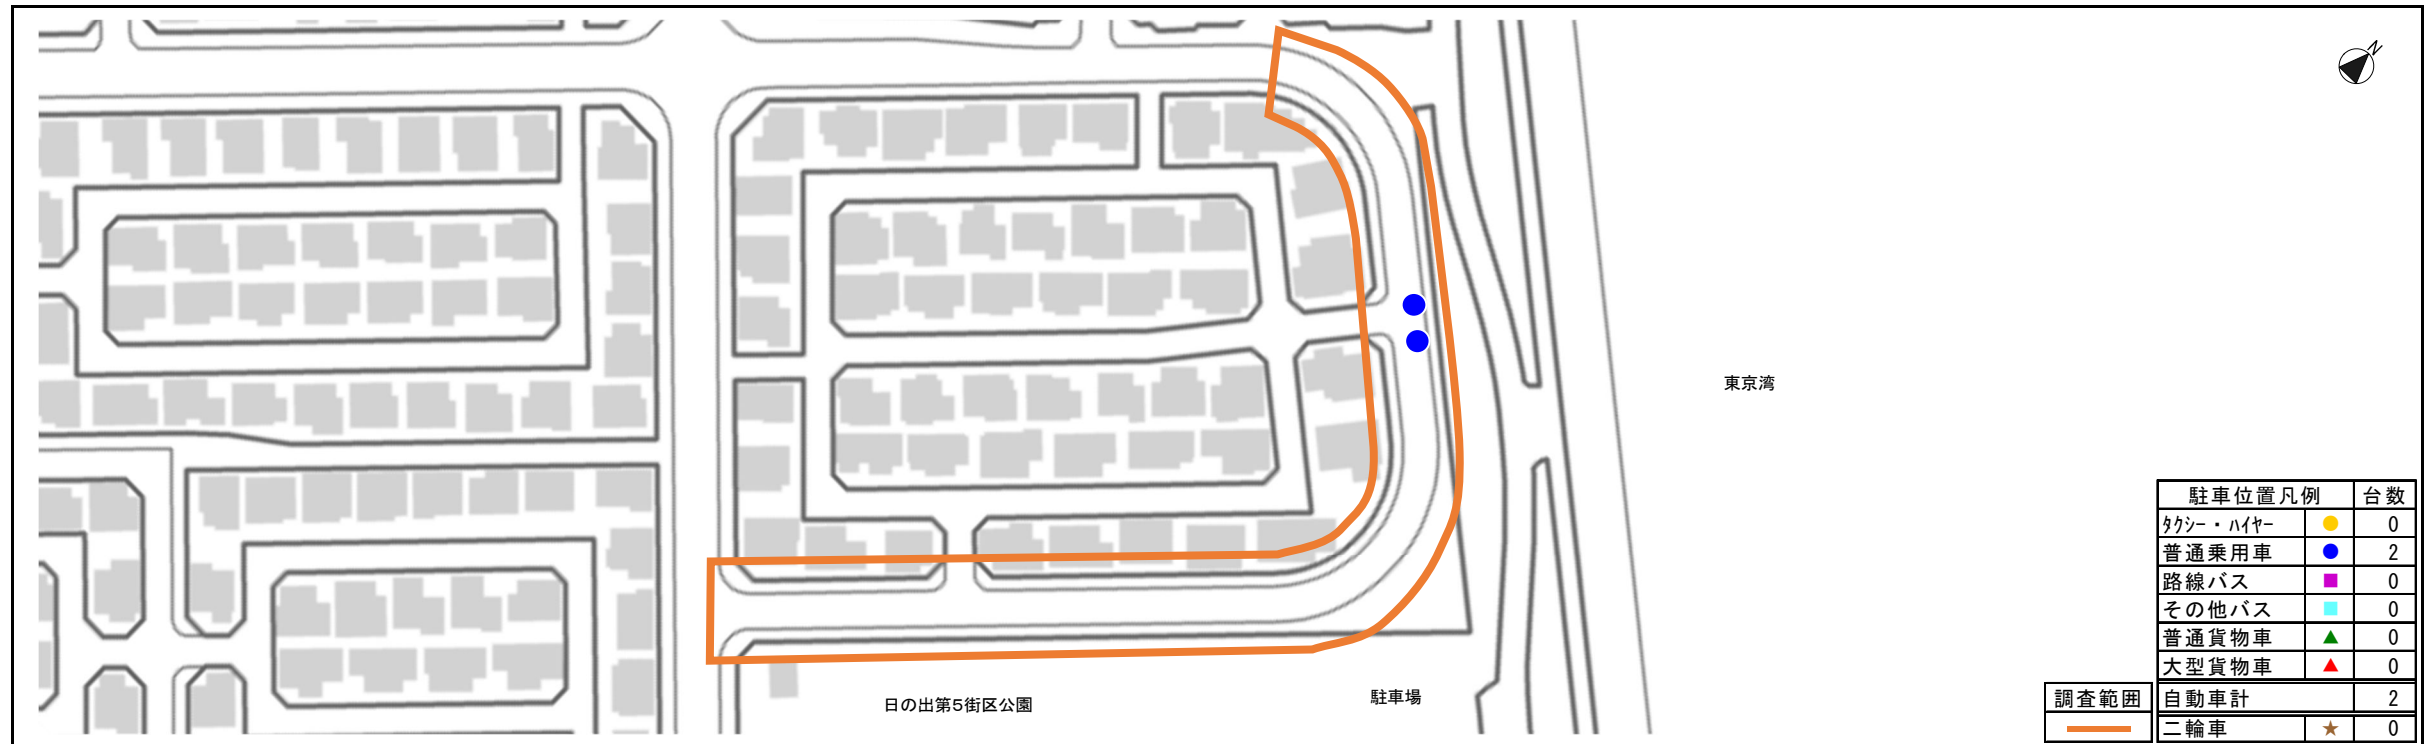 N
東京湾
日の出第5街区公園
駐車場
調査範囲
駐車位置凡例 台数
ﾀｸｼｰ・ﾊｲﾔｰ 0
普通乗用車 2
路線バス 0
その他バス 0
普通貨物車 0
大型貨物車 0
自動車計 2
二輪車 0